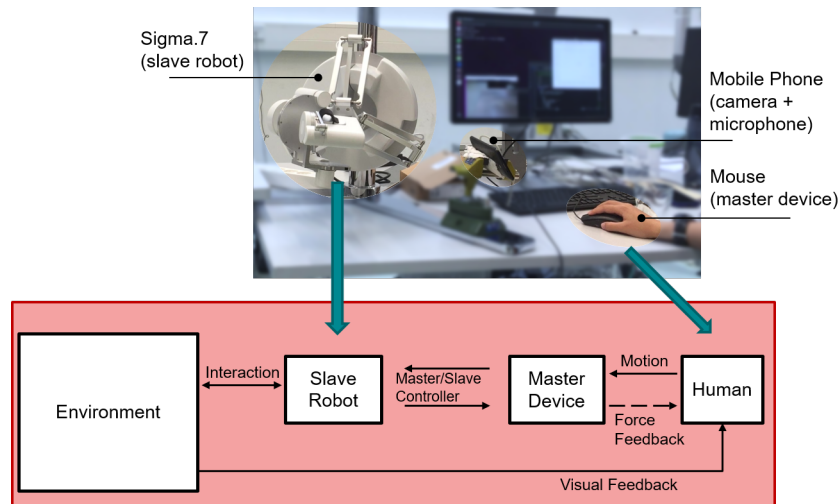 Sigma.7
(slave robot)
Mobile Phone
(camera +
microphone)
Mouse
(master device)
Environment
Interaction
Slave
Robot
Master/Slave
Controller
Master
Device
Motion
Force
Feedback
Human
Visual Feedback